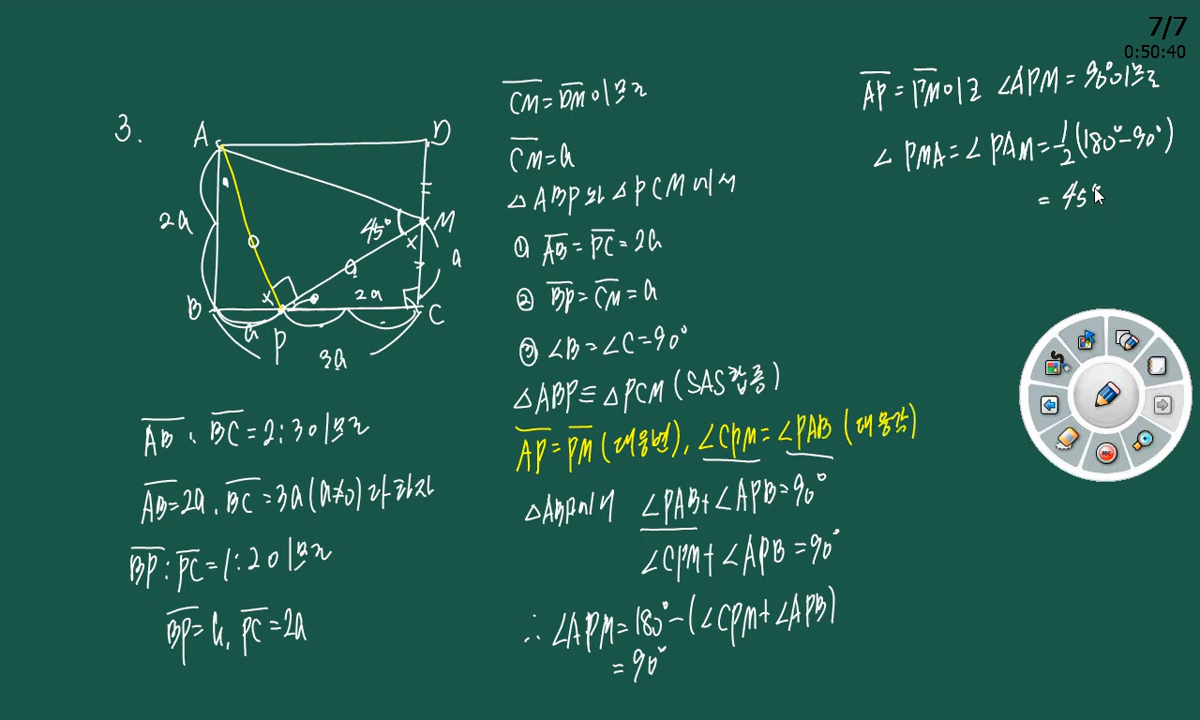 7/7
0:50:40
3.
A
D
2a
45°
M
x
a
x
2a
B
a
P
C
3a
AB : BC = 2 : 3 이므로
AB = 2a, BC = 3a (a≠0)라 하자
BP : PC = 1 : 2 이므로
BP = a, PC = 2a
CM = DM 이므로
CM = a
△ABP와 △PCM에서
① AB = PC = 2a
② BP = CM = a
③ ∠B = ∠C = 90°
△ABP ≡ △PCM (SAS합동)
AP = PM (대응변), ∠CPM = ∠PAB (대응각)
△ABP에서 ∠PAB + ∠APB = 90°
∠CPM + ∠APB = 90°
∴ ∠APM = 180° - (∠CPM + ∠APB)
= 90°
AP = PM이고 ∠APM = 90°이므로
∠PMA = ∠PAM = 1/2 (180° - 90°)
= 45°
REC